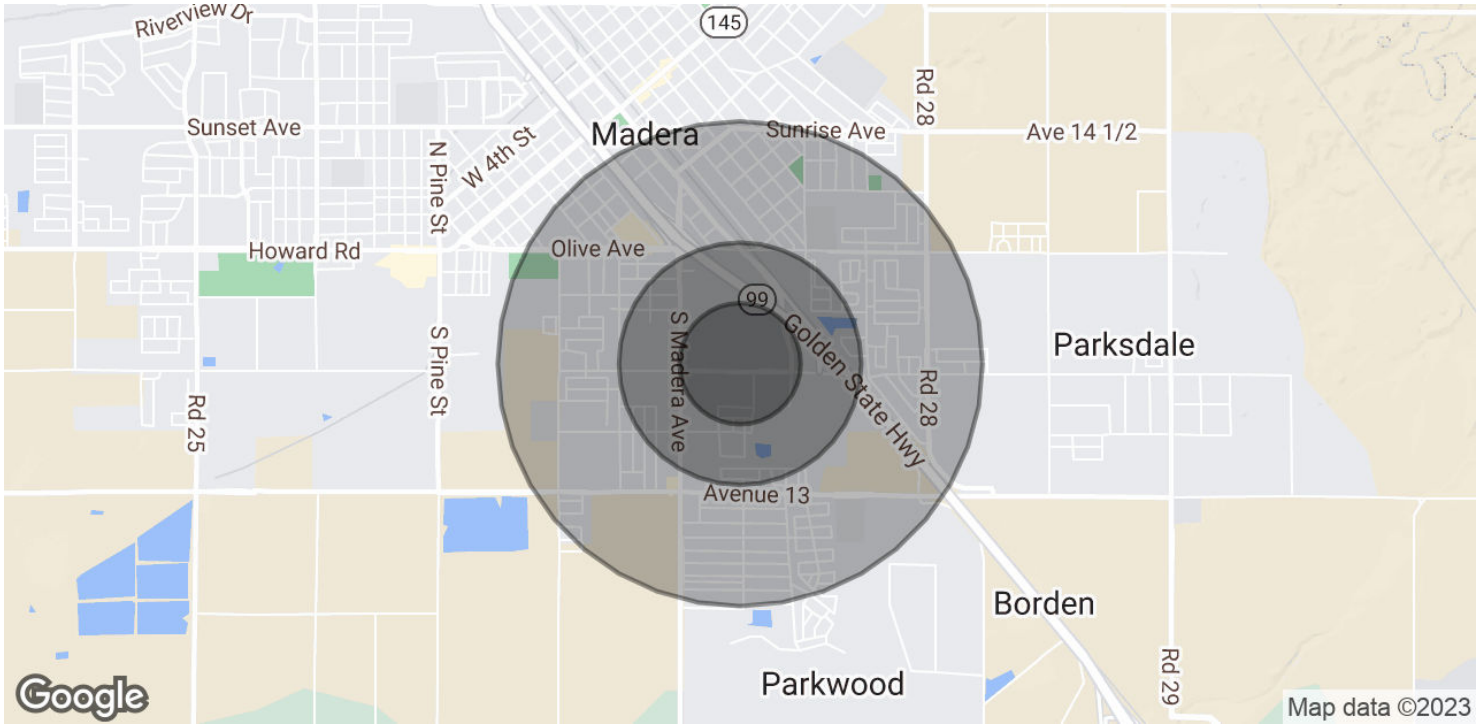 Riverview Dr
145
Rd 28
Sunset Ave
N Pine St
W 4th St
Madera
Sunrise Ave
Ave 14 1/2
Howard Rd
Olive Ave
99
S Madera Ave
Golden State Hwy
Parksdale
S Pine St
Rd 25
Rd 28
Avenue 13
Borden
Parkwood
Rd 29
Google
Map data ©2023